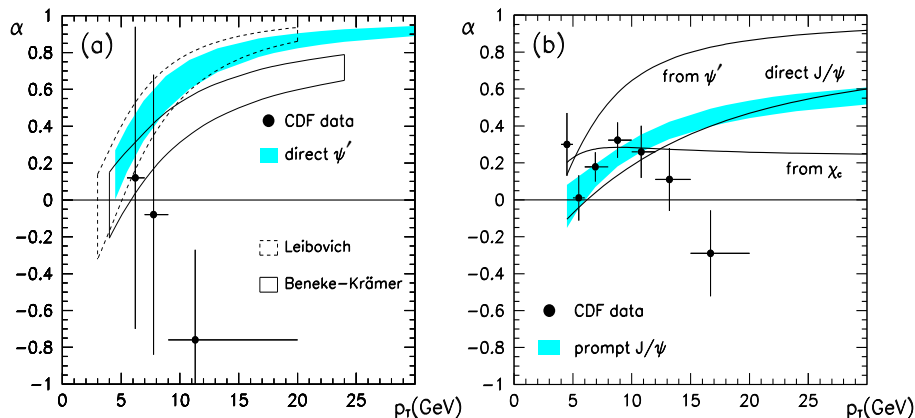 α
(a)
1
0.8
0.6
0.4
0.2
0
-0.2
-0.4
-0.6
-0.8
-1
CDF data
direct ψ′
Leibovich
Beneke-Krämer
0 5 10 15 20 25 30
p_T(GeV)
α
(b)
1
0.8
0.6
0.4
0.2
0
-0.2
-0.4
-0.6
-0.8
-1
from ψ′
direct J/ψ
from χ_c
CDF data
prompt J/ψ
0 5 10 15 20 25 30
p_T(GeV)